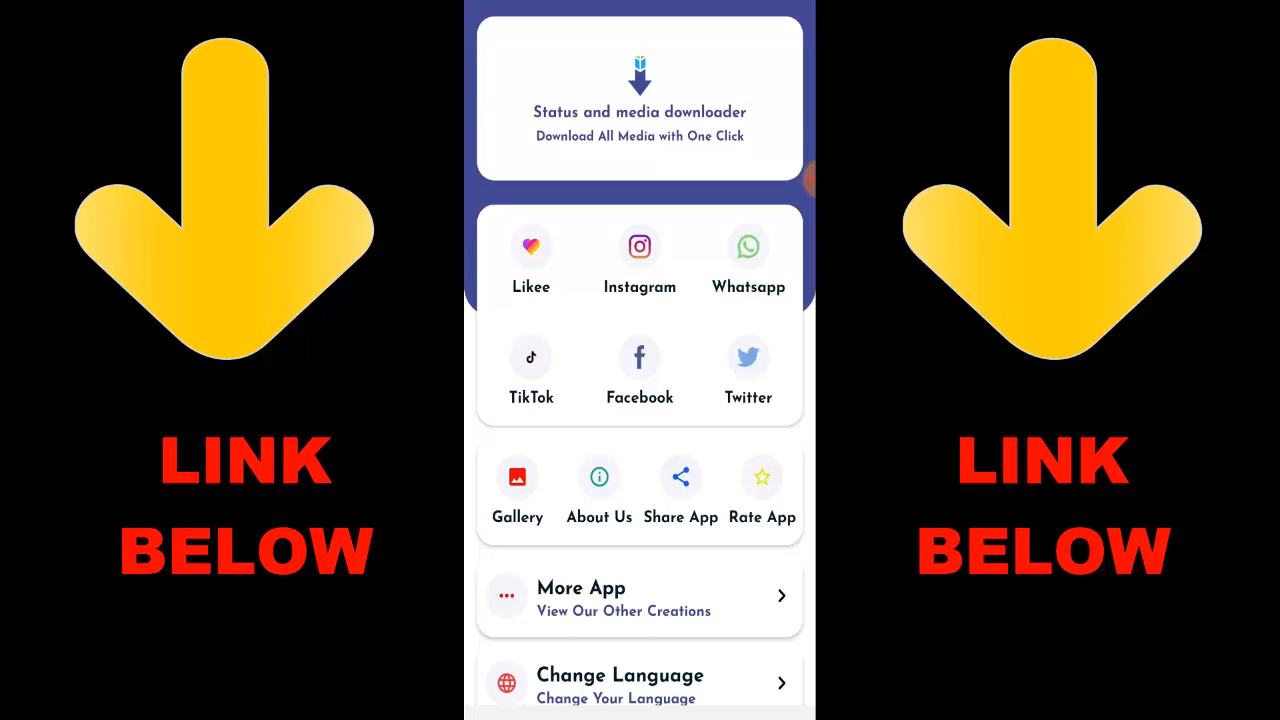 Status and media downloader
Download All Media with One Click
Likee Instagram Whatsapp
TikTok Facebook Twitter
Gallery About Us Share App Rate App
More App
View Our Other Creations
Change Language
Change Your Language
LINK
BELOW
LINK
BELOW